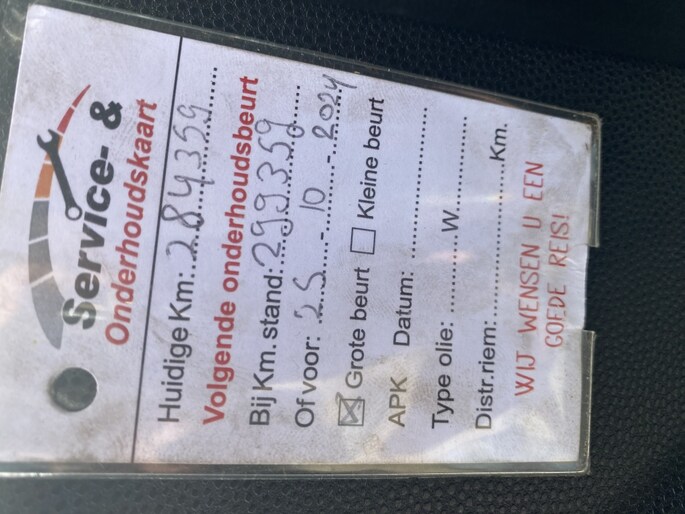 Service- &
Onderhoudskaart
Huidige Km: 284359
Volgende onderhoudsbeurt
Bij Km. stand: 299359
Of voor: 25 - 10 - 2024
☒ Grote beurt ☐ Kleine beurt
APK Datum: ....................
Type olie: .......... W..........
Distr.riem: ....................Km.
WIJ WENSEN U EEN
GOEDE REIS!